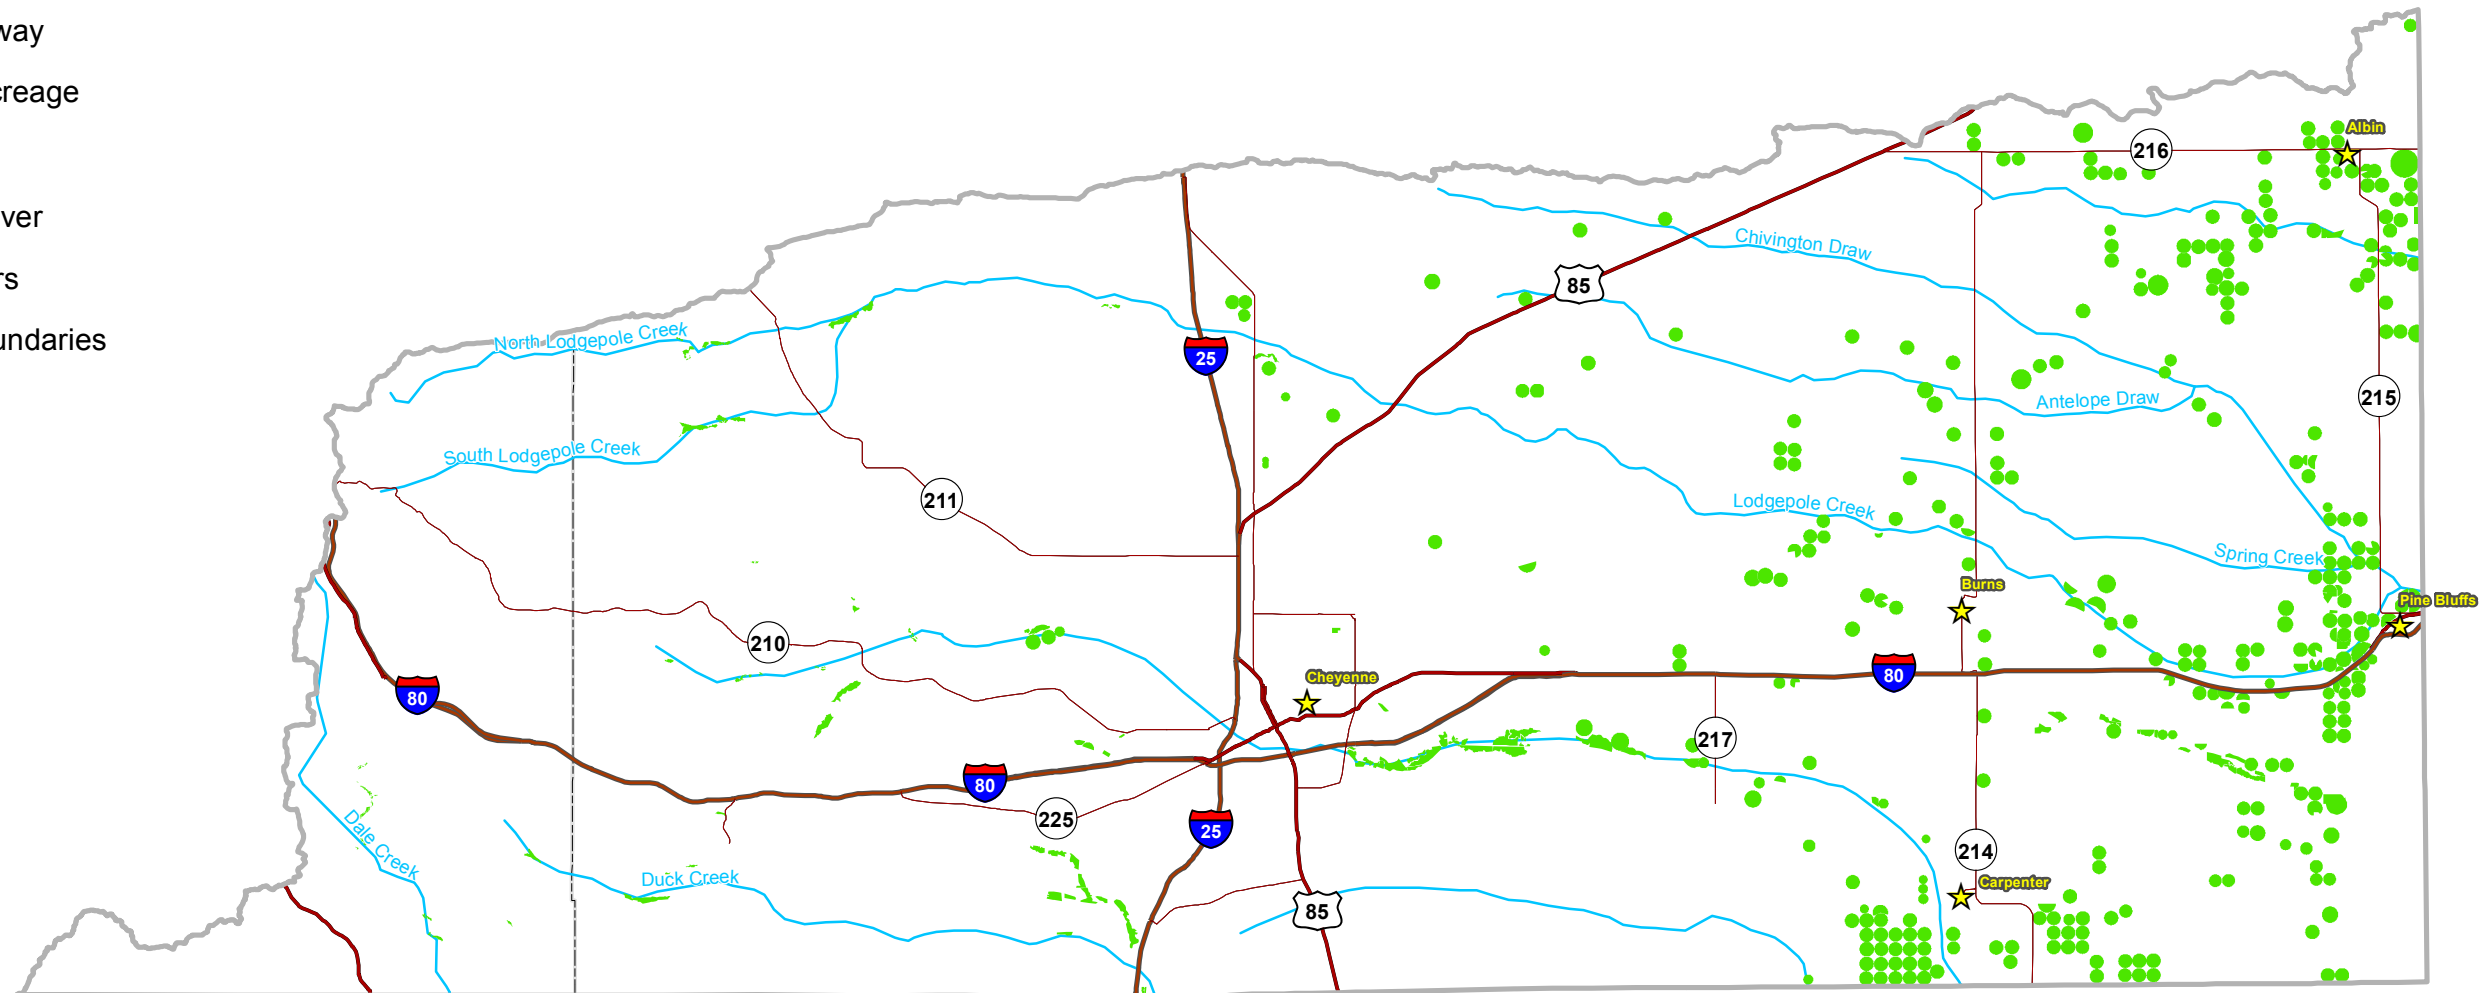 way
creage
ver
rs
undaries
Albin
216
Chivington Draw
85
North Lodgepole Creek
25
Antelope Draw
215
South Lodgepole Creek
211
Lodgepole Creek
Spring Creek
Burns
Pine Bluffs
210
Cheyenne
80
80
217
80
225
25
Dale Creek
214
Duck Creek
Carpenter
85